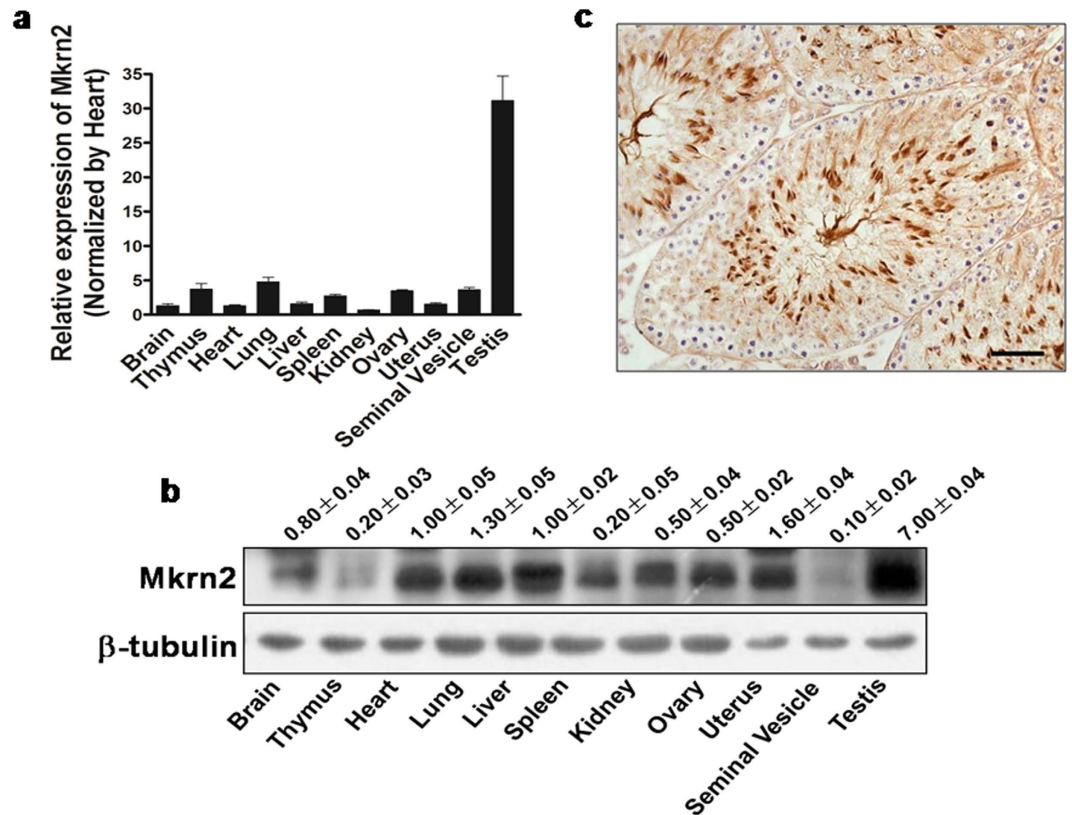 a
Relative expression of Mkrn2
(Normalized by Heart)
35
30
25
20
15
10
5
0
Brain
Thymus
Heart
Lung
Liver
Spleen
Kidney
Ovary
Uterus
Seminal Vesicle
Testis
c
b
0.80±0.04
0.20±0.03
1.00±0.05
1.30±0.05
1.00±0.02
0.20±0.05
0.50±0.04
0.50±0.02
1.60±0.04
0.10±0.02
7.00±0.04
Mkrn2
β-tubulin
Brain
Thymus
Heart
Lung
Liver
Spleen
Kidney
Ovary
Uterus
Seminal Vesicle
Testis